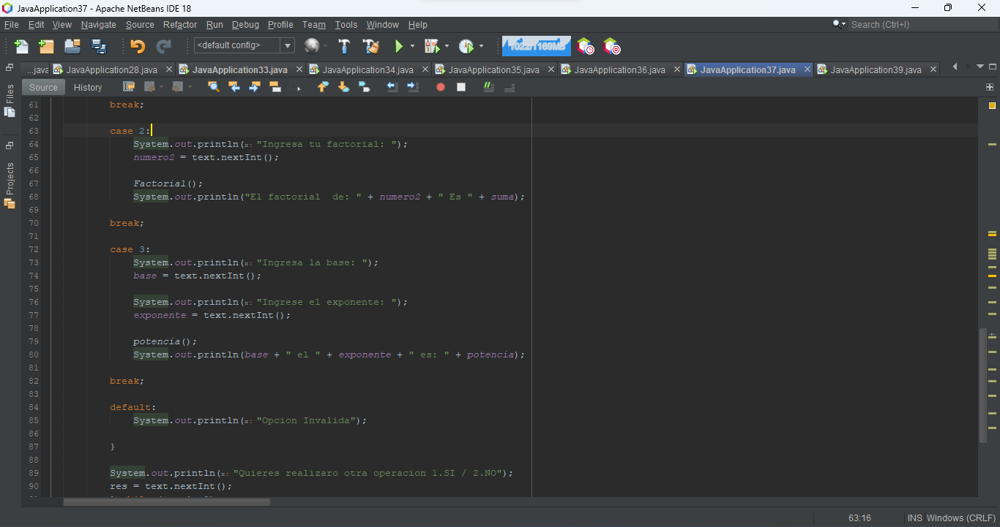 JavaApplication37 - Apache NetBeans IDE 18
File Edit View Navigate Source Refactor Run Debug Profile Team Tools Window Help
Search (Ctrl+I)
<default config>
...java JavaApplication28.java JavaApplication33.java JavaApplication34.java JavaApplication35.java JavaApplication36.java JavaApplication37.java JavaApplication39.java
Files
Projects
Source History
61 break;
62
63 case 2:
64 System.out.println(x: "Ingresa tu factorial: ");
65 numero2 = text.nextInt();
66
67 Factorial();
68 System.out.println("El factorial  de: " + numero2 + " Es " + suma);
69
70 break;
71
72 case 3:
73 System.out.println(x: "Ingresa la base: ");
74 base = text.nextInt();
75
76 System.out.println(x: "Ingrese el exponente: ");
77 exponente = text.nextInt();
78
79 potencia();
80 System.out.println(base + " el " + exponente + " es: " + potencia);
81
82 break;
83
84 default:
85 System.out.println(x: "Opcion Invalida");
86
87 }
88
89 System.out.println(x: "Quieres realizaro otra operacion 1.SI / 2.NO");
90 res = text.nextInt();
63:16 INS Windows (CRLF)